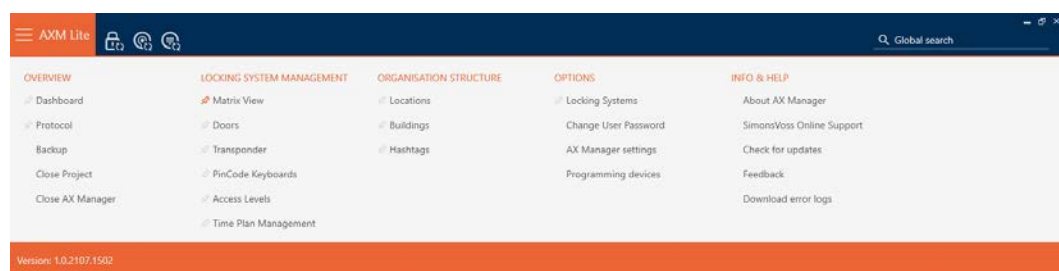 AXM Lite
Global search
OVERVIEW
Dashboard
Protocol
Backup
Close Project
Close AX Manager
LOCKING SYSTEM MANAGEMENT
Matrix View
Doors
Transponder
PinCode Keyboards
Access Levels
Time Plan Management
ORGANISATION STRUCTURE
Locations
Buildings
Hashtags
OPTIONS
Locking Systems
Change User Password
AX Manager settings
Programming devices
INFO & HELP
About AX Manager
SimonsVoss Online Support
Check for updates
Feedback
Download error logs
Version: 1.0.2107.1502